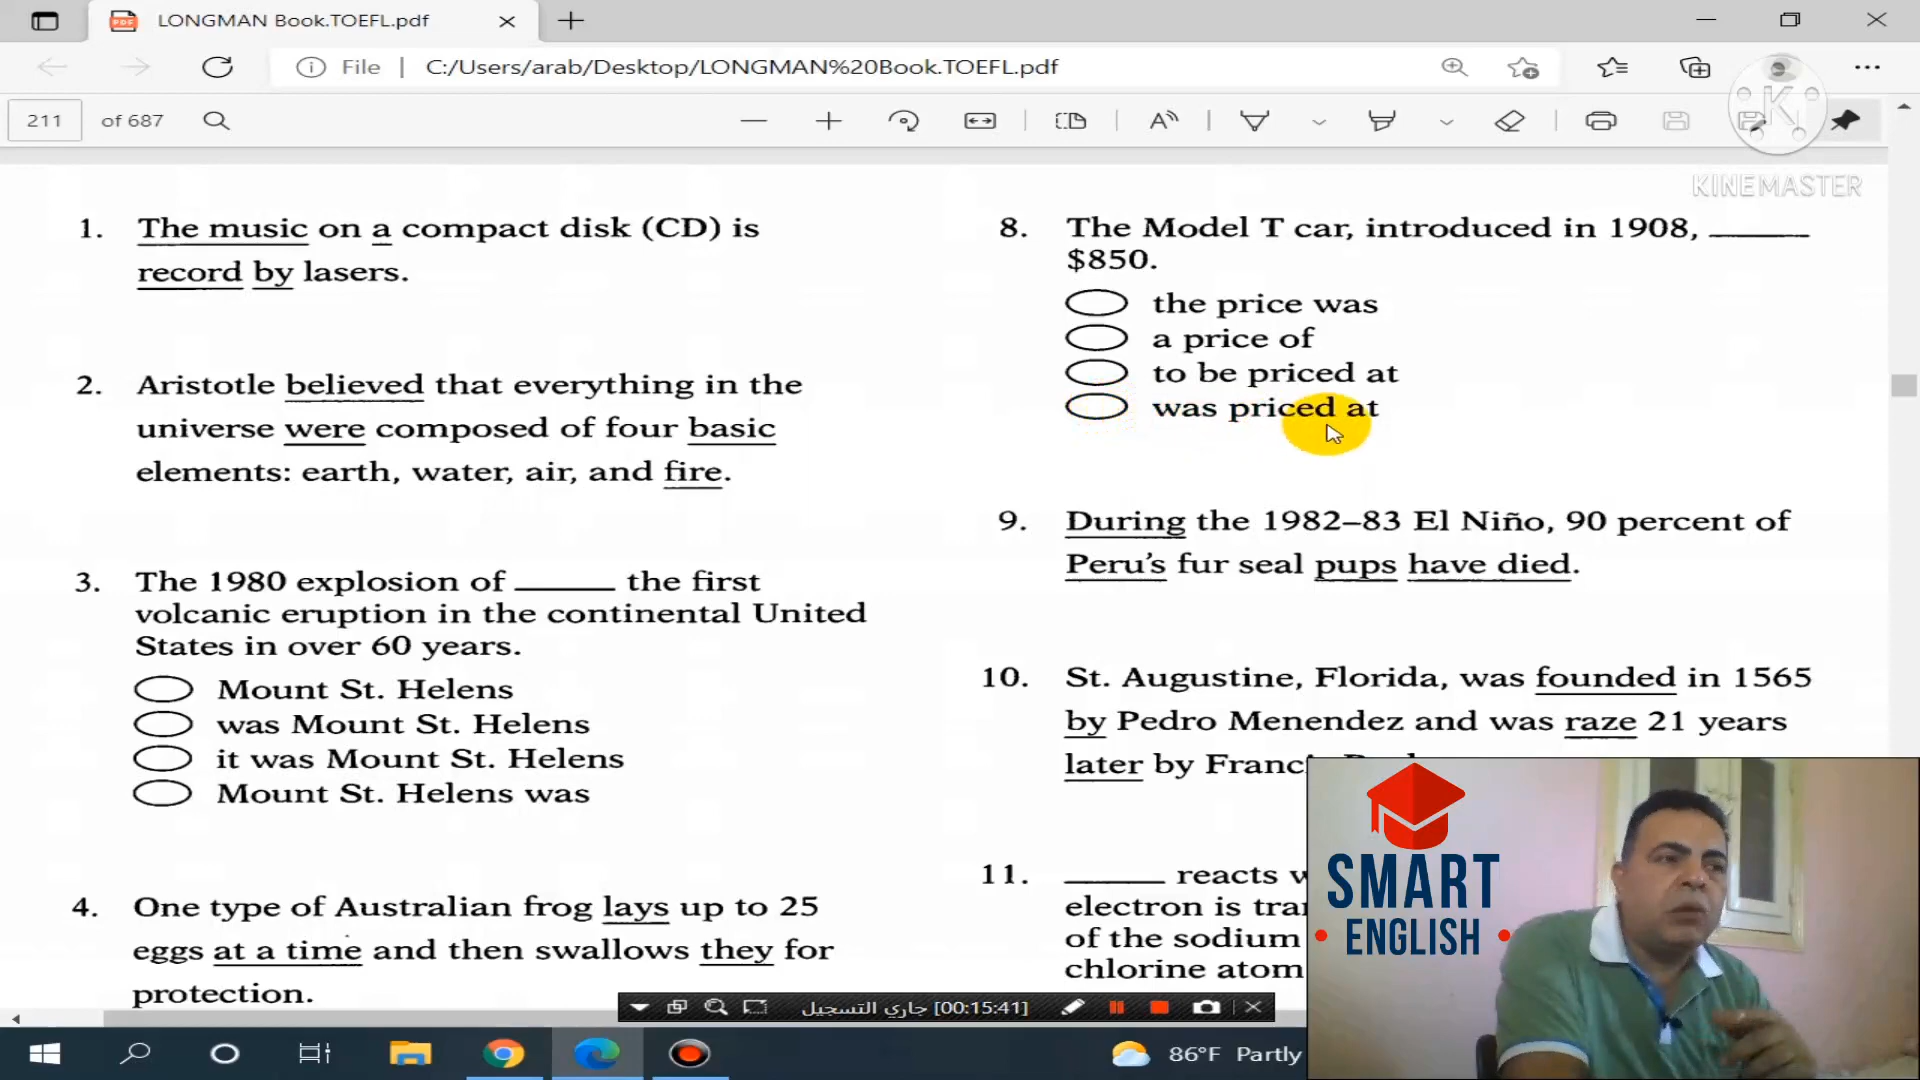 LONGMAN Book.TOEFL.pdf
File | C:/Users/arab/Desktop/LONGMAN%20Book.TOEFL.pdf
211 of 687
KINEMASTER
1. The music on a compact disk (CD) is
record by lasers.
2. Aristotle believed that everything in the
universe were composed of four basic
elements: earth, water, air, and fire.
3. The 1980 explosion of ______ the first
volcanic eruption in the continental United
States in over 60 years.
Mount St. Helens
was Mount St. Helens
it was Mount St. Helens
Mount St. Helens was
4. One type of Australian frog lays up to 25
eggs at a time and then swallows they for
protection.
8. The Model T car, introduced in 1908, ______
$850.
the price was
a price of
to be priced at
was priced at
9. During the 1982–83 El Niño, 90 percent of
Peru's fur seal pups have died.
10. St. Augustine, Florida, was founded in 1565
by Pedro Menendez and was raze 21 years
later by
11. ______ reacts
electron is
of the sodium
chlorine atom
SMART
ENGLISH
جاري التسجيل [00:15:41]
86°F Partly